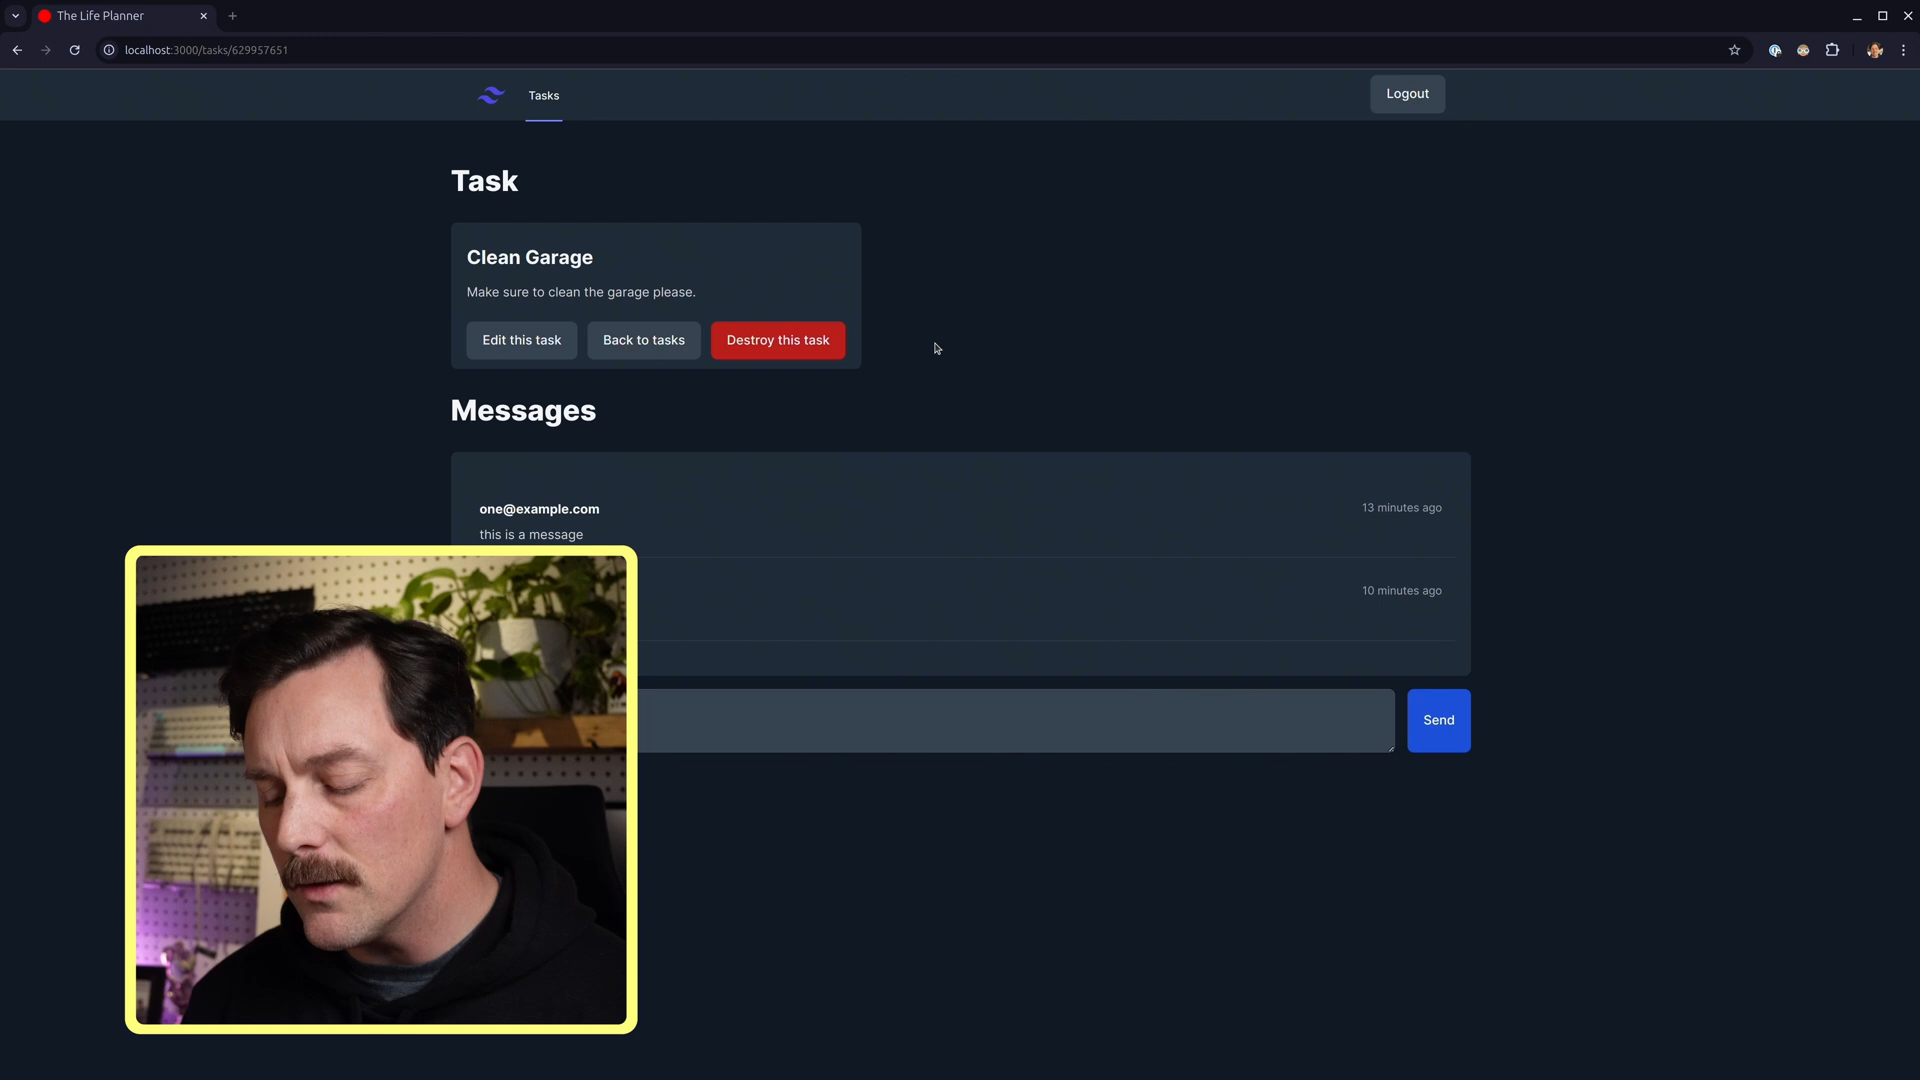 The Life Planner
localhost:3000/tasks/629957651
Tasks
Logout
Task
Clean Garage
Make sure to clean the garage please.
Edit this task
Back to tasks
Destroy this task
Messages
one@example.com
13 minutes ago
this is a message
10 minutes ago
Send